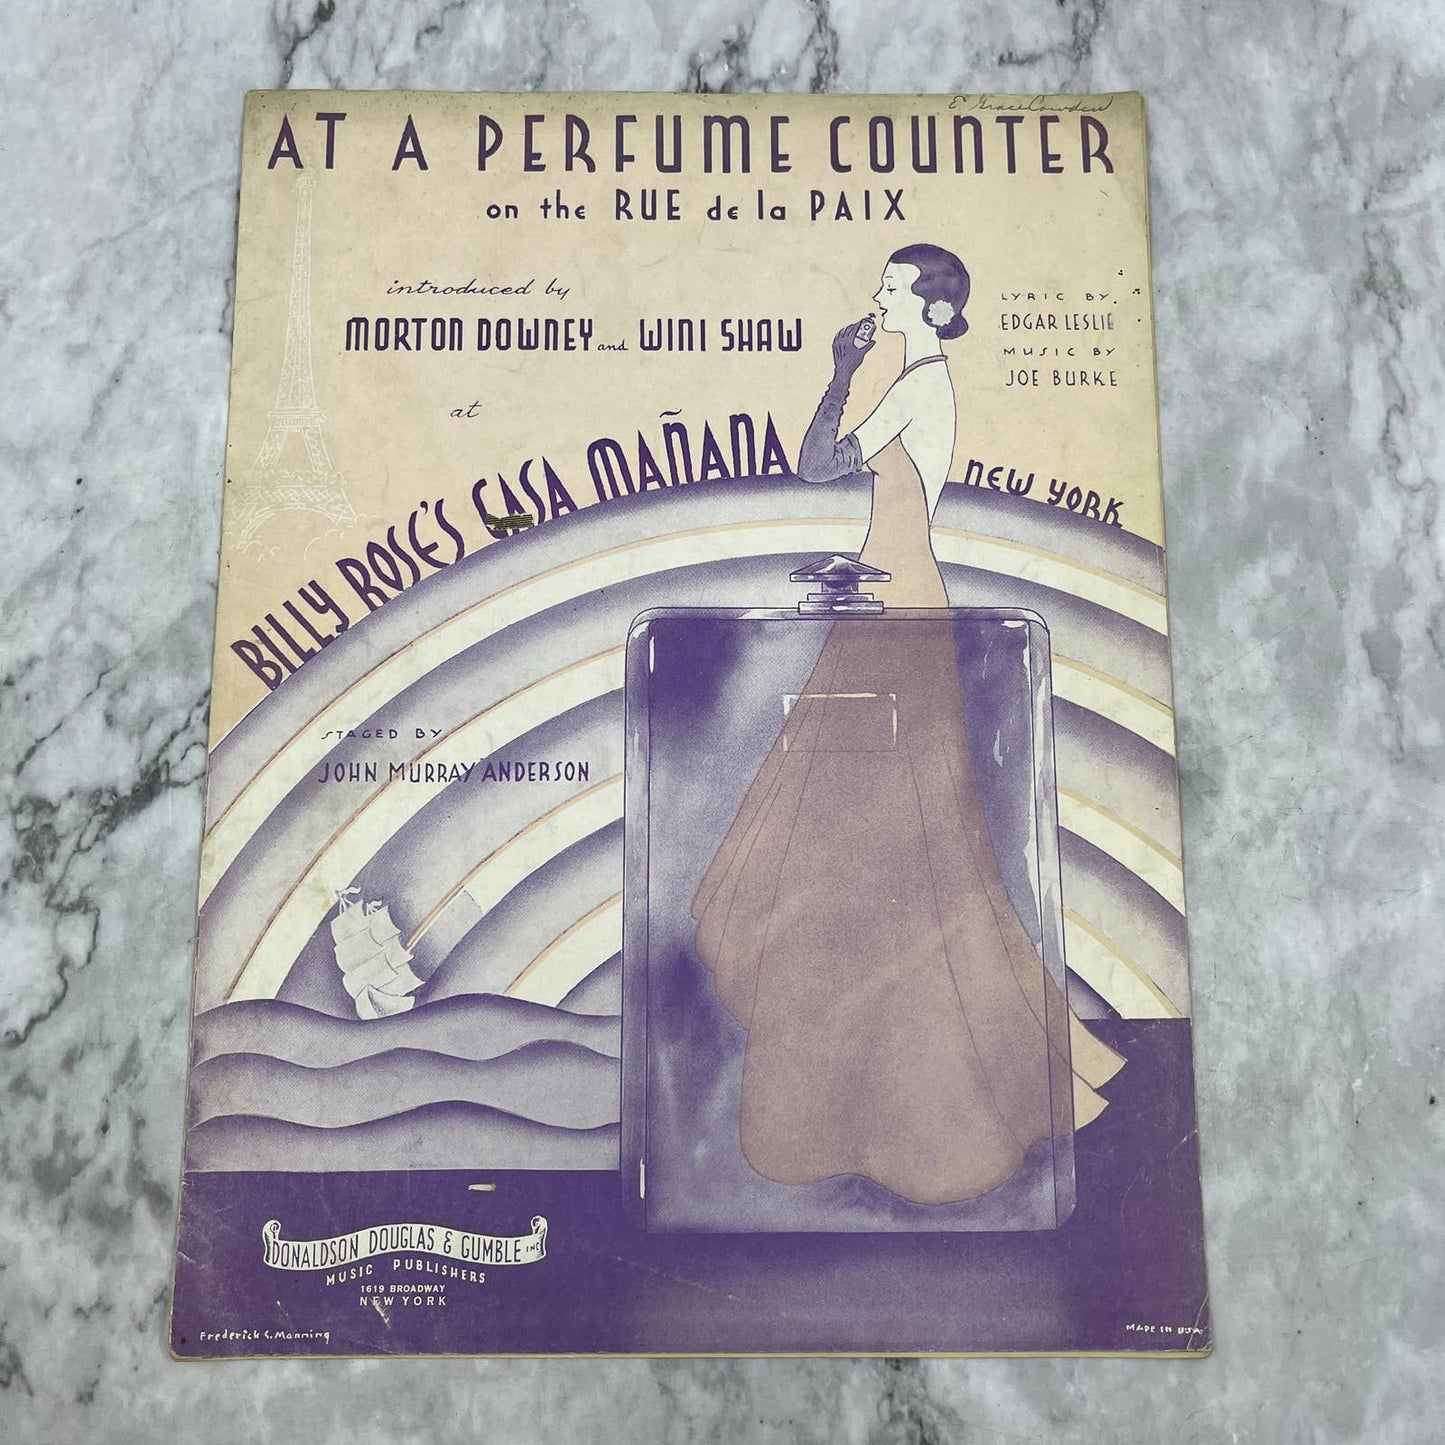 E. Grace Cowden
AT A PERFUME COUNTER
on the RUE de la PAIX
introduced by
MORTON DOWNEY and WINI SHAW
at
BILLY ROSE'S CASA MAÑANA
NEW YORK
LYRIC BY
EDGAR LESLIE
MUSIC BY
JOE BURKE
STAGED BY
JOHN MURRAY ANDERSON
DONALDSON DOUGLAS & GUMBLE INC
MUSIC PUBLISHERS
1619 BROADWAY
NEW YORK
Frederick S. Manning
MADE IN U.S.A.